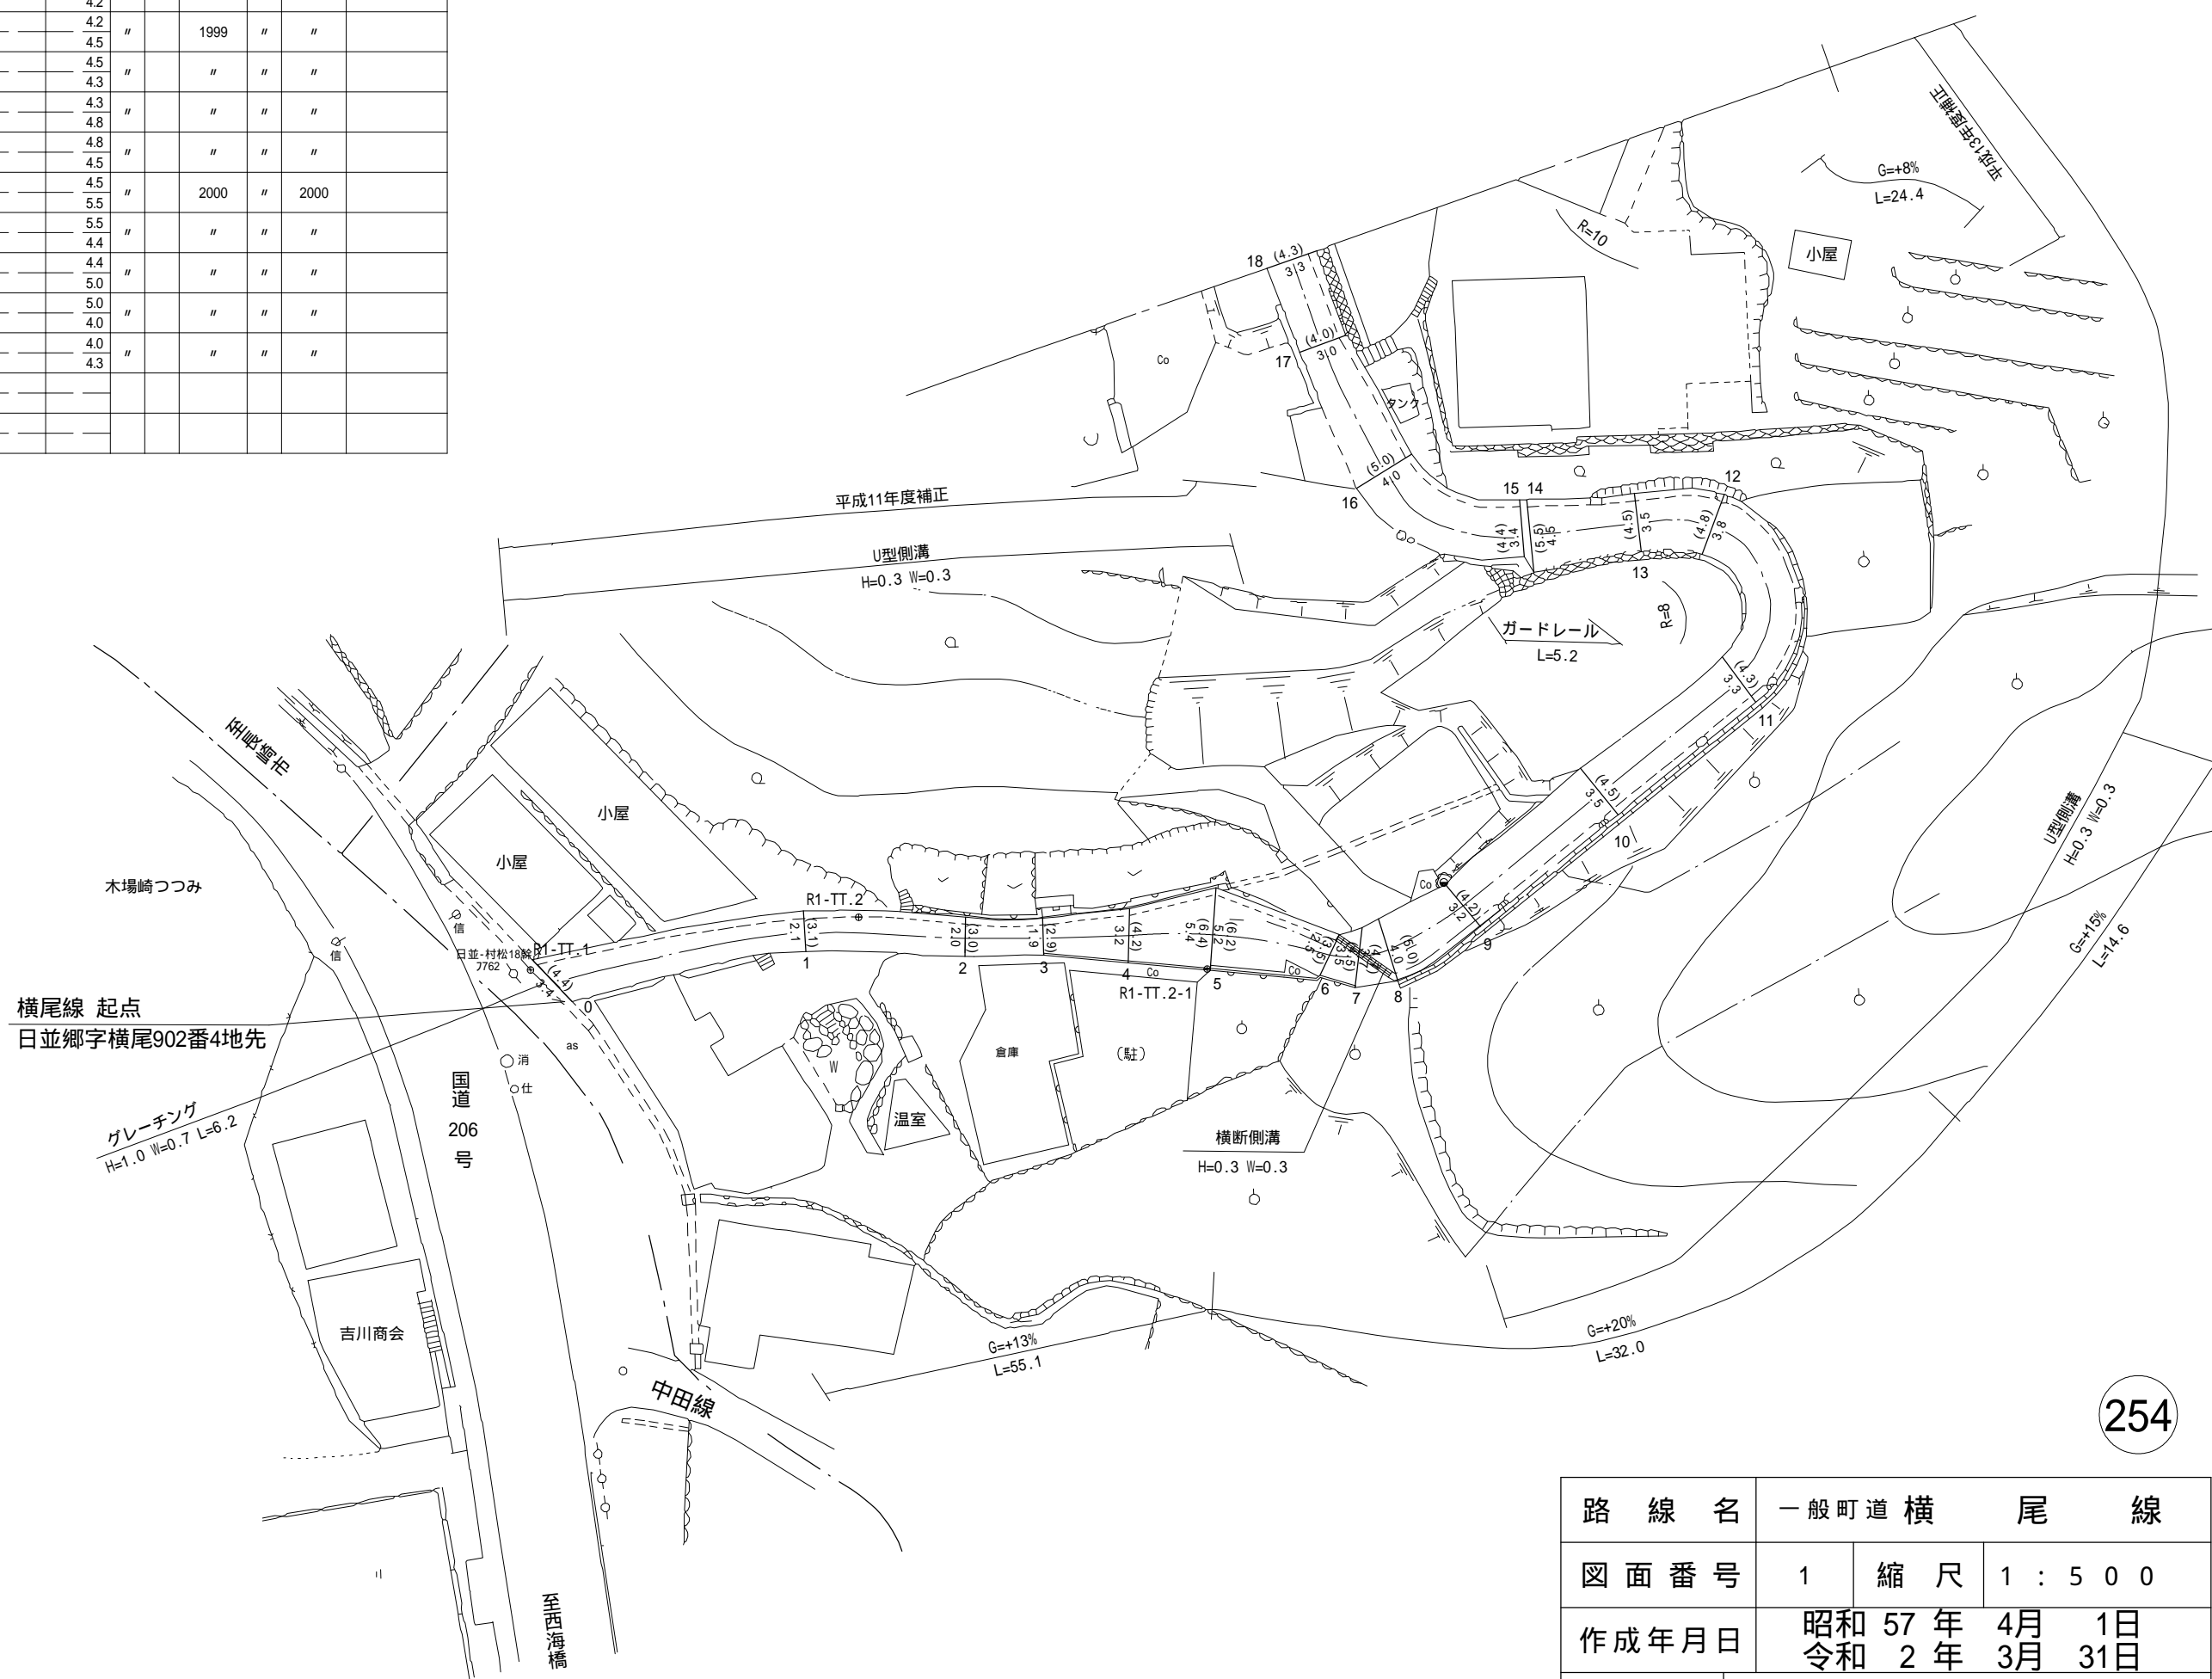 4.2
4.2
4.5
〃 1999 〃 〃
4.5
4.3
〃 〃 〃 〃
4.3
4.8
〃 〃 〃 〃
4.8
4.5
〃 〃 〃 〃
4.5
5.5
〃 2000 〃 2000
5.5
4.4
〃 〃 〃 〃
4.4
5.0
〃 〃 〃 〃
5.0
4.0
〃 〃 〃 〃
4.0
4.3
〃 〃 〃 〃
平成13年度補正
G=+8%
L=24.4
小屋
R=10
18 (4.3)
3.3
17 (4.0)
3.0
Co
タンク
16 (5.0)
4.0
15 14
(4.4)
3.4
(5.5)
4.5
(4.5)
3.5
13
12
(4.8)
3.8
平成11年度補正
U型側溝
H=0.3 W=0.3
ガードレール
L=5.2
R=8
(4.3)
3.3
11
(4.5)
3.5
10
(4.2)
3.2
9
Co
U型側溝
H=0.3 W=0.3
G=+15%
L=14.6
至長崎市
小屋
小屋
木場崎つつみ
信
信
日並-村松18幹
7762
R1-TT.1
(4.4)
3.4
0
R1-TT.2
(3.1)
2.1
1
(3.0)
2.0
2
(2.9)
1.9
3
(4.2)
3.2
4
Co
(6.4)
5.4
(6.2)
5.2
5
R1-TT.2-1
Co
6
7
(5.0)
4.0
8
横尾線 起点
日並郷字横尾902番4地先
グレーチング
H=1.0 W=0.7 L=6.2
as
消
仕
国道
206
号
W
温室
倉庫
(駐)
横断側溝
H=0.3 W=0.3
吉川商会
中田線
G=+13%
L=55.1
G=+20%
L=32.0
至西海橋
254
路線名 一般町道 横尾線
図面番号 1 縮尺 1:500
作成年月日 昭和 57 年 4月 1日
令和 2 年 3月 31日